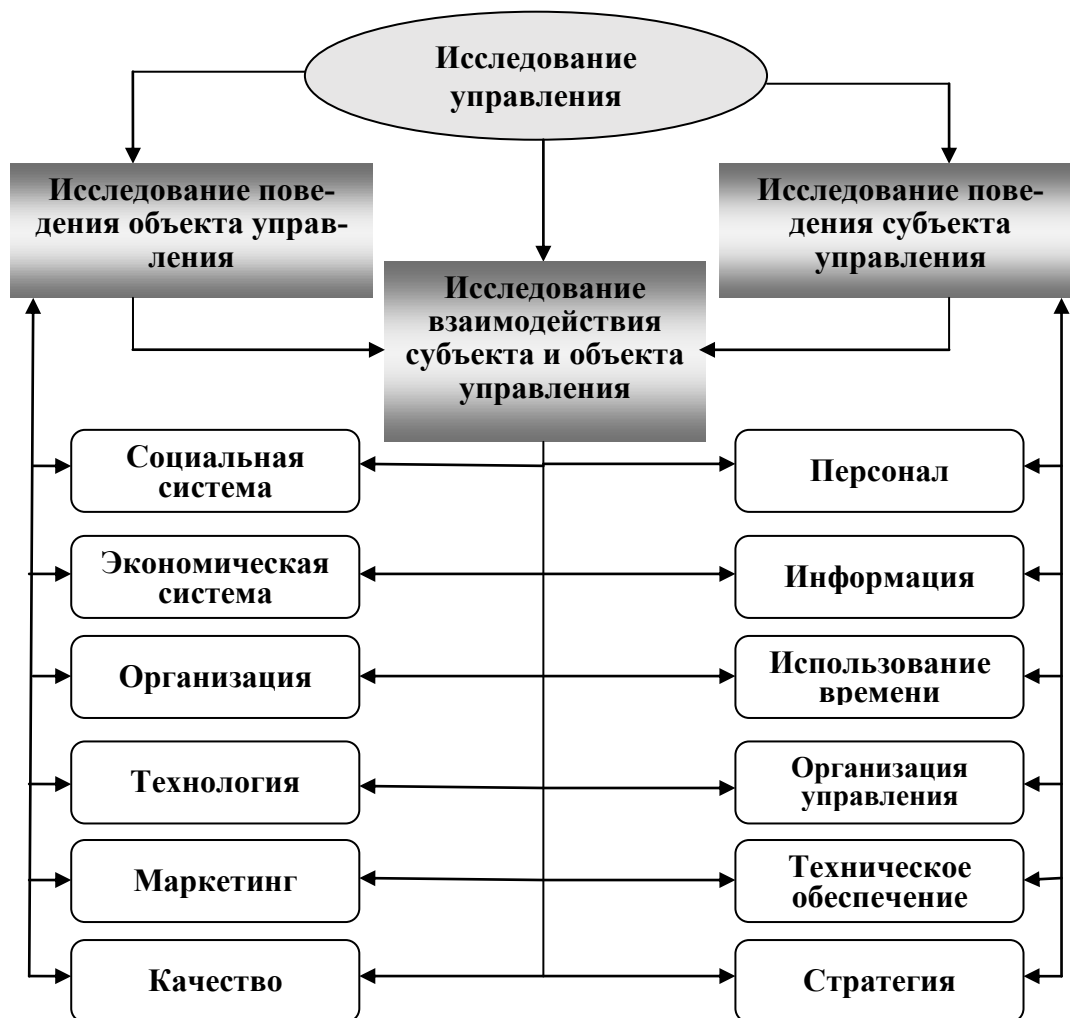 Исследование
управления
Исследование пове-
дения объекта управ-
ления
Исследование пове-
дения субъекта
управления
Исследование
взаимодействия
субъекта и объекта
управления
Социальная
система
Персонал
Экономическая
система
Информация
Организация
Использование
времени
Технология
Организация
управления
Маркетинг
Техническое
обеспечение
Качество
Стратегия